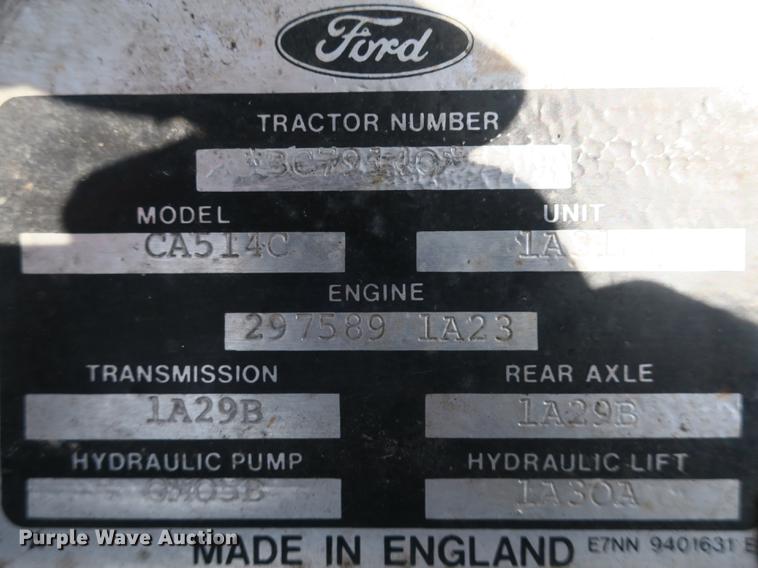 Ford
TRACTOR NUMBER
MODEL UNIT
CA514C
ENGINE
297589 1A23
TRANSMISSION REAR AXLE
1A29B 1A29B
HYDRAULIC PUMP HYDRAULIC LIFT
1A30A
Purple Wave Auction
MADE IN ENGLAND E7NN 9401631 E